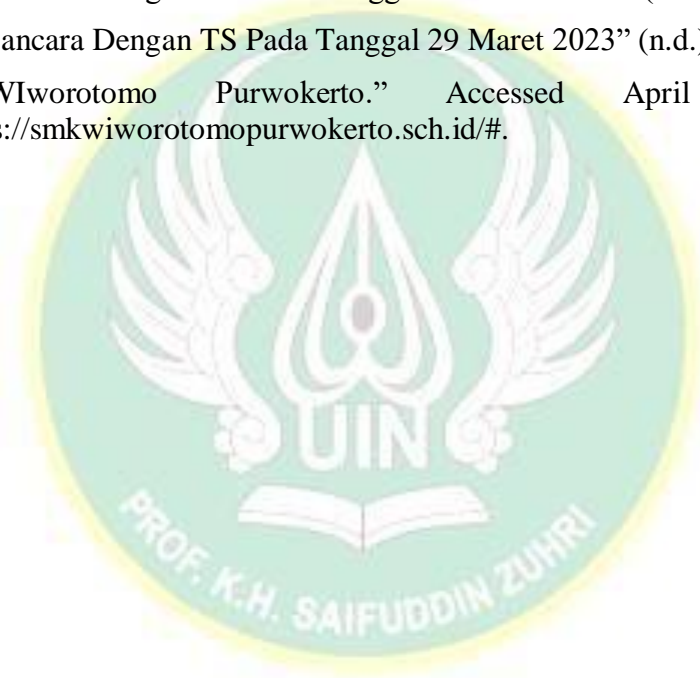 ancara Dengan TS Pada Tanggal 29 Maret 2023” (n.d.)
WIworotomo Purwokerto.” Accessed April
s://smkwiworotomopurwokerto.sch.id/#.
UIN
PROF. K.H. SAIFUDDIN ZUHRI